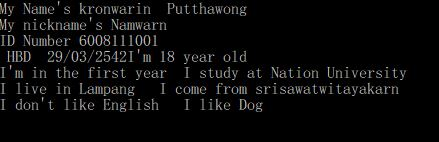 My Name's kronwarin  Putthawong
My nickname's Namwarn
ID Number 6008111001
 HBD  29/03/2542I'm 18 year old
I'm in the first year  I study at Nation University
I live in Lampang   I come from srisawatwitayakarn
I don't like English   I like Dog